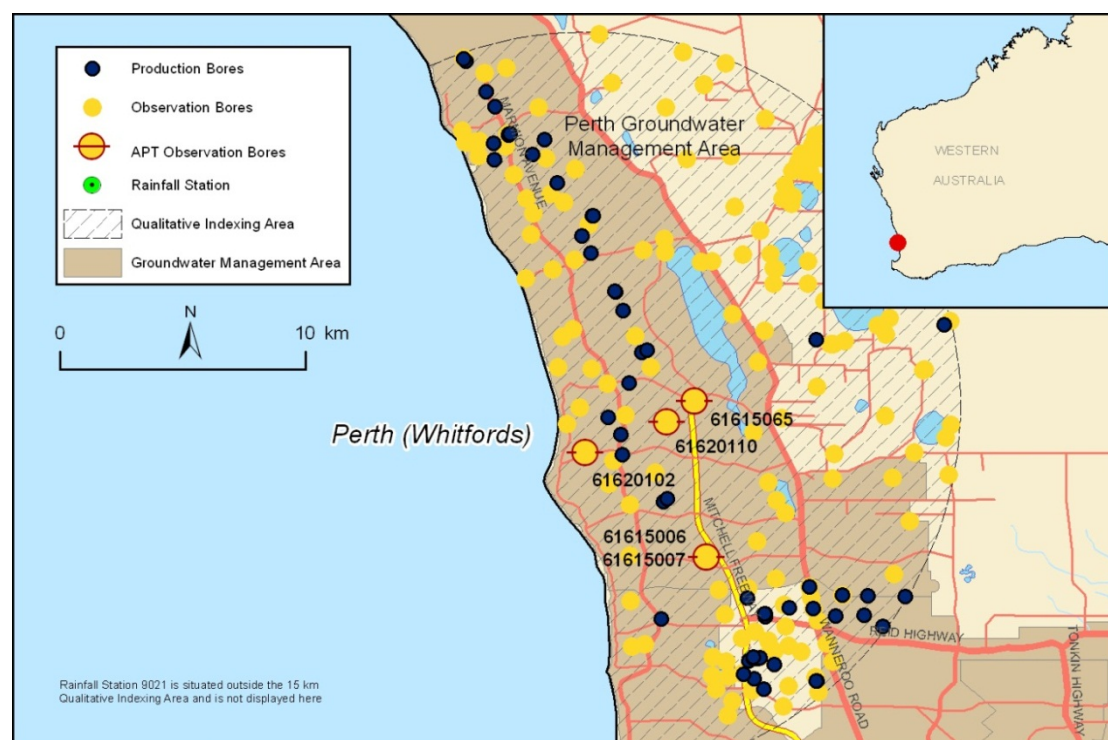 Production Bores
Observation Bores
APT Observation Bores
Rainfall Station
Qualitative Indexing Area
Groundwater Management Area
0
10 km
N
Perth Groundwater
Management Area
MARMION AVENUE
WESTERN
AUSTRALIA
Perth (Whitfords)
61615065
61620110
61620102
61615006
61615007
MITCHELL FREEWAY
WANNEROO ROAD
REID HIGHWAY
TONKIN HIGHWAY
Rainfall Station 9021 is situated outside the 15 km
Qualitative Indexing Area and is not displayed here